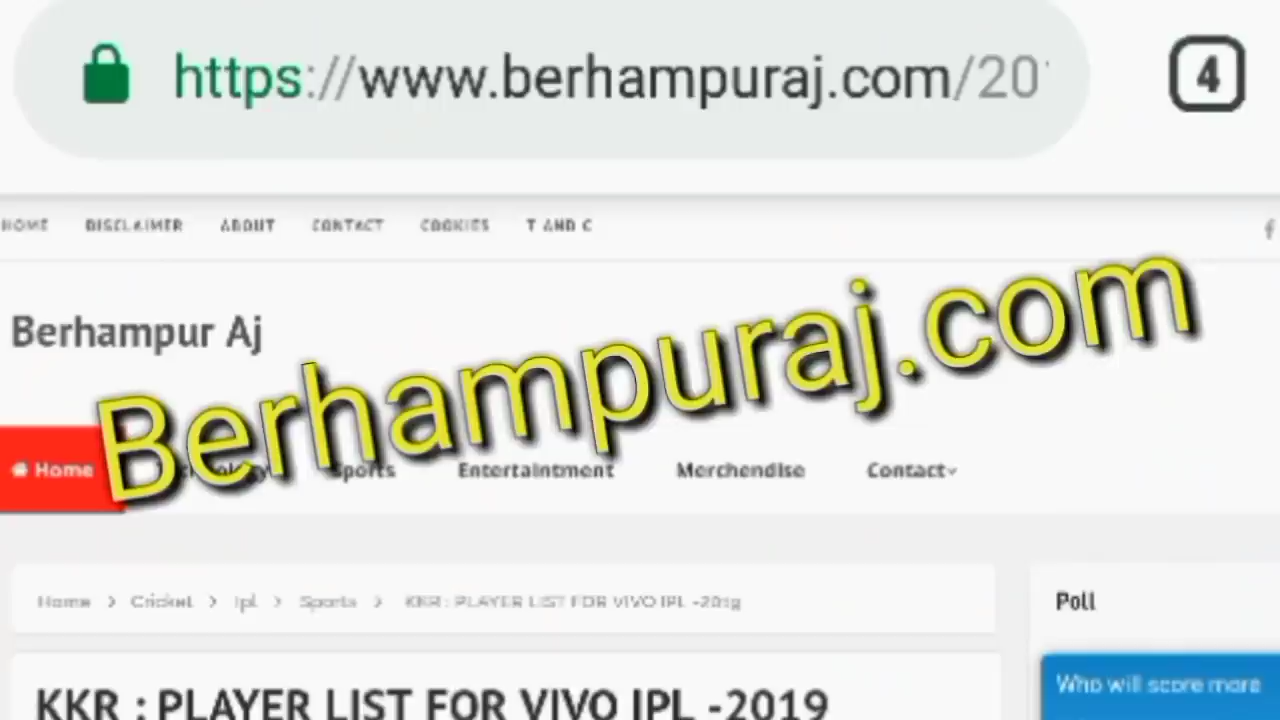 https://www.berhampuraj.com/20
4
HOME DISCLAIMER ABOUT CONTACT COOKIES T AND C f
Berhampur Aj
Berhampuraj.com
Home Sports Entertaintment Merchendise Contact
Home > Cricket > Ipl > Sports > KKR : PLAYER LIST FOR VIVO IPL -2019
Poll
KKR : PLAYER LIST FOR VIVO IPL -2019
Who will score more